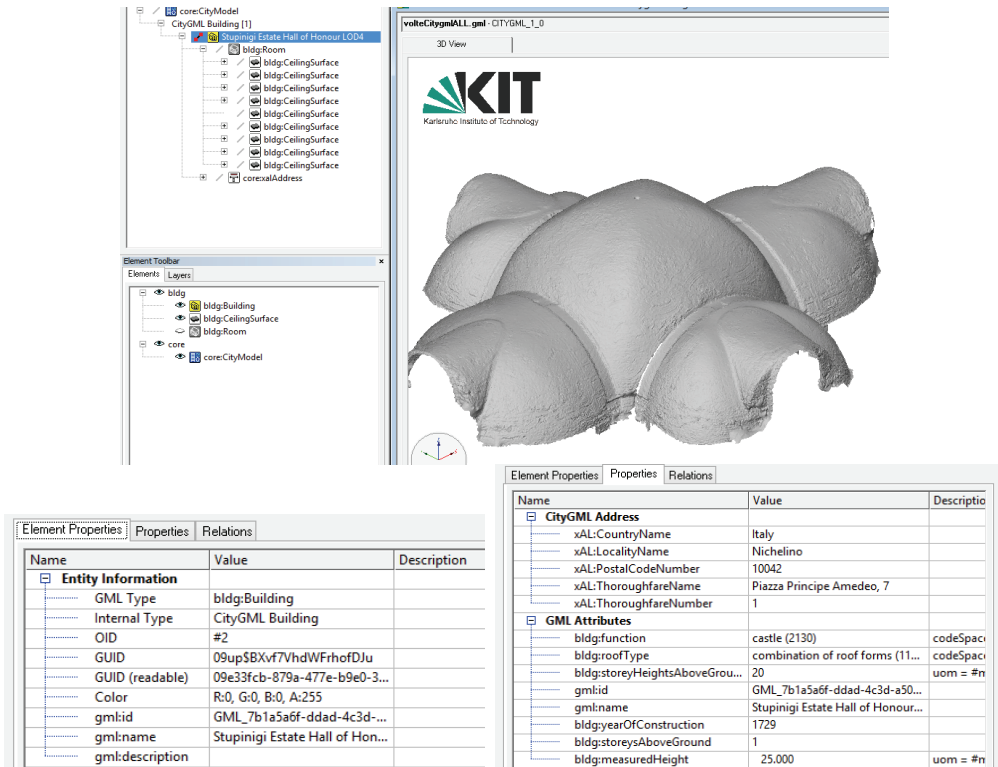 core:CityModel
CityGML Building [1]
Stupinigi Estate Hall of Honour LOD4
bldg:Room
bldg:CeilingSurface
bldg:CeilingSurface
bldg:CeilingSurface
bldg:CeilingSurface
bldg:CeilingSurface
bldg:CeilingSurface
bldg:CeilingSurface
bldg:CeilingSurface
bldg:CeilingSurface
core:xalAddress
Element Toolbar
Elements Layers
bldg
bldg:Building
bldg:CeilingSurface
bldg:Room
core
core:CityModel
volteCitygmlALL.gml - CITYGML_1_0
3D View
KIT
Karlsruhe Institute of Technology
Element Properties Properties Relations
Name Value Description
Entity Information
GML Type bldg:Building
Internal Type CityGML Building
OID #2
GUID 09up$BXvf7VhdWFrhofDJu
GUID (readable) 09e33fcb-879a-477e-b9e0-3...
Color R:0, G:0, B:0, A:255
gml:id GML_7b1a5a6f-ddad-4c3d-...
gml:name Stupinigi Estate Hall of Hon...
gml:description
Element Properties Properties Relations
Name Value Descriptio
CityGML Address
xAL:CountryName Italy
xAL:LocalityName Nichelino
xAL:PostalCodeNumber 10042
xAL:ThoroughfareName Piazza Principe Amedeo, 7
xAL:ThoroughfareNumber 1
GML Attributes
bldg:function castle (2130) codeSpac
bldg:roofType combination of roof forms (11... codeSpac
bldg:storeyHeightsAboveGrou... 20 uom = #m
gml:id GML_7b1a5a6f-ddad-4c3d-a50...
gml:name Stupinigi Estate Hall of Honour...
bldg:yearOfConstruction 1729
bldg:storeysAboveGround 1
bldg:measuredHeight 25.000 uom = #m